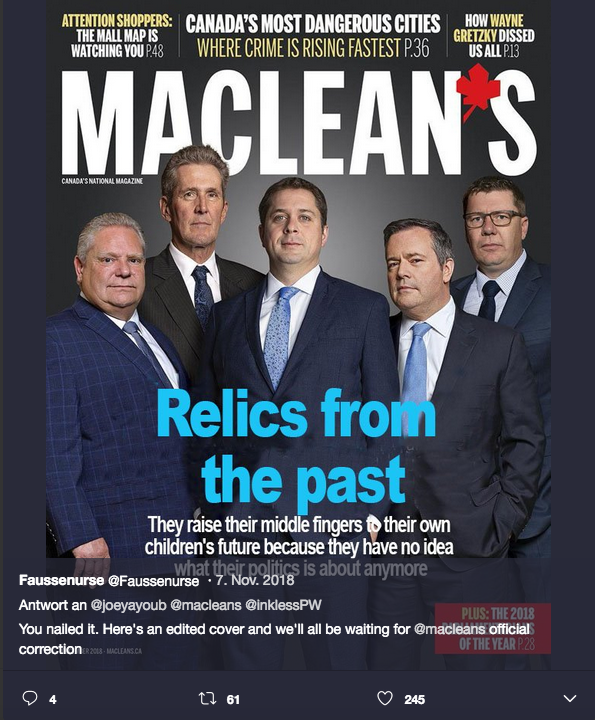 ATTENTION SHOPPERS:
THE MALL MAP IS
WATCHING YOU P.48
CANADA'S MOST DANGEROUS CITIES
WHERE CRIME IS RISING FASTEST P.36
HOW WAYNE
GRETZKY DISSED
US ALL P.13
MACLEAN'S
CANADA'S NATIONAL MAGAZINE
Relics from
the past
They raise their middle fingers to their own
children's future because they have no idea
what their politics is about anymore
Faussenurse @Faussenurse · 7. Nov. 2018
Antwort an @joeyayoub @macleans @inklessPW
You nailed it. Here's an edited cover and we'll all be waiting for @macleans official
correction
PLUS: THE 2018
OF THE YEAR P.28
2018 · MACLEANS.CA
4
61
245